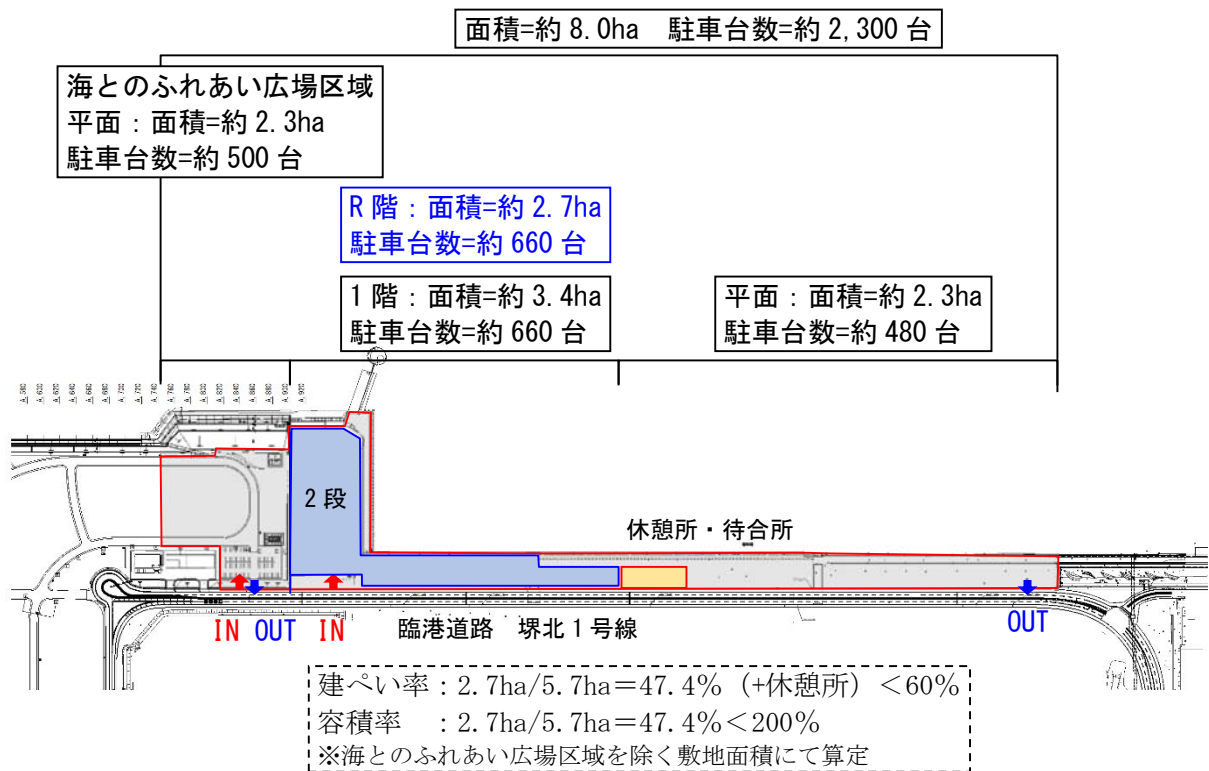 面積=約 8.0ha　駐車台数=約 2,300 台
海とのふれあい広場区域
平面：面積=約 2.3ha
駐車台数=約 500 台
R 階：面積=約 2.7ha
駐車台数=約 660 台
1 階：面積=約 3.4ha
駐車台数=約 660 台
平面：面積=約 2.3ha
駐車台数=約 480 台
2 段
休憩所・待合所
IN OUT IN
臨港道路　堺北 1 号線
OUT
建ぺい率：2.7ha/5.7ha＝47.4%（+休憩所）＜60%
容積率　：2.7ha/5.7ha＝47.4%＜200%
※海とのふれあい広場区域を除く敷地面積にて算定